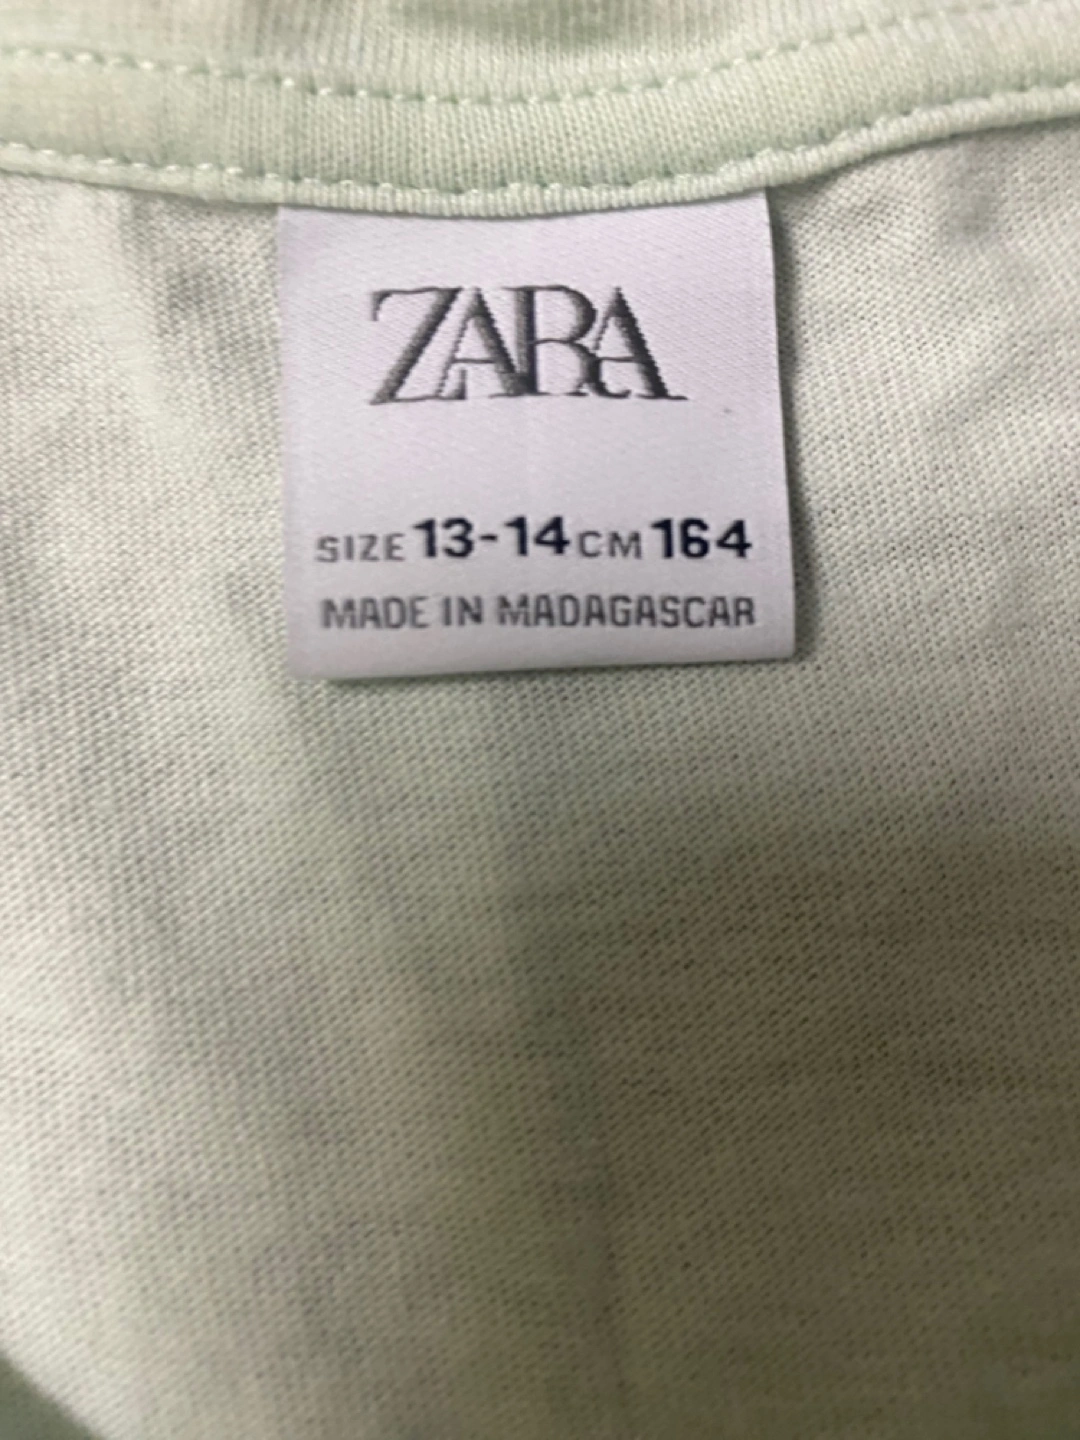 ZARA
SIZE 13-14 CM 164
MADE IN MADAGASCAR